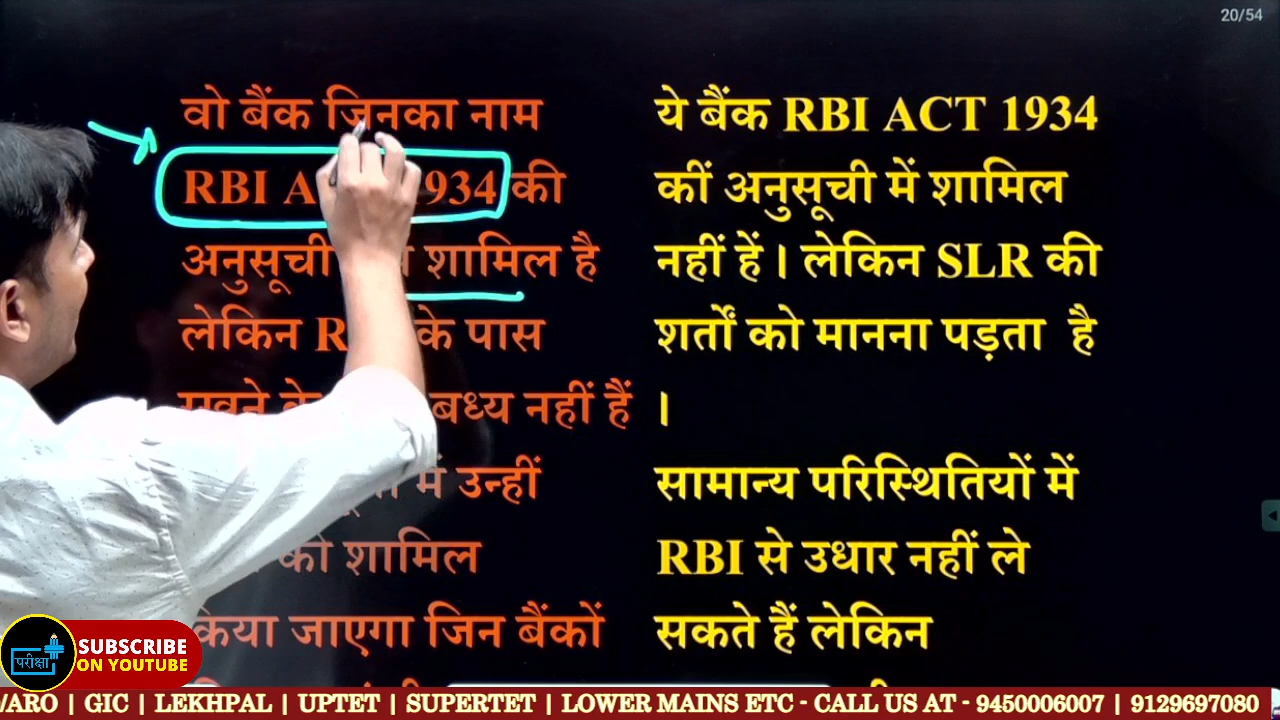 20/54
वो बैंक जिनका नाम
RBI 1934 की
अनुसूची शामिल है
लेकिन के पास
बध्य नहीं हैं
में उन्हीं
को शामिल
किया जाएगा जिन बैंकों
ये बैंक RBI ACT 1934
कीं अनुसूची में शामिल
नहीं हें । लेकिन SLR की
शर्तों को मानना पड़ता है
।
सामान्य परिस्थितियों में
RBI से उधार नहीं ले
सकते हैं लेकिन
परीक्षा
SUBSCRIBE
ON YOUTUBE
/ARO | GIC | LEKHPAL | UPTET | SUPERTET | LOWER MAINS ETC - CALL US AT - 9450006007 | 9129697080